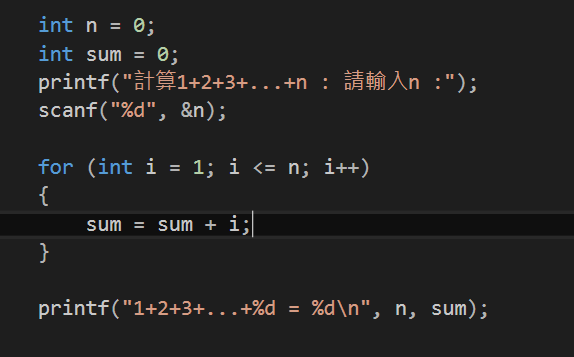 int n = 0;
int sum = 0;
printf("計算1+2+3+...+n : 請輸入n :");
scanf("%d", &n);
for (int i = 1; i <= n; i++)
{
sum = sum + i;
}
printf("1+2+3+...+%d = %d\n", n, sum);